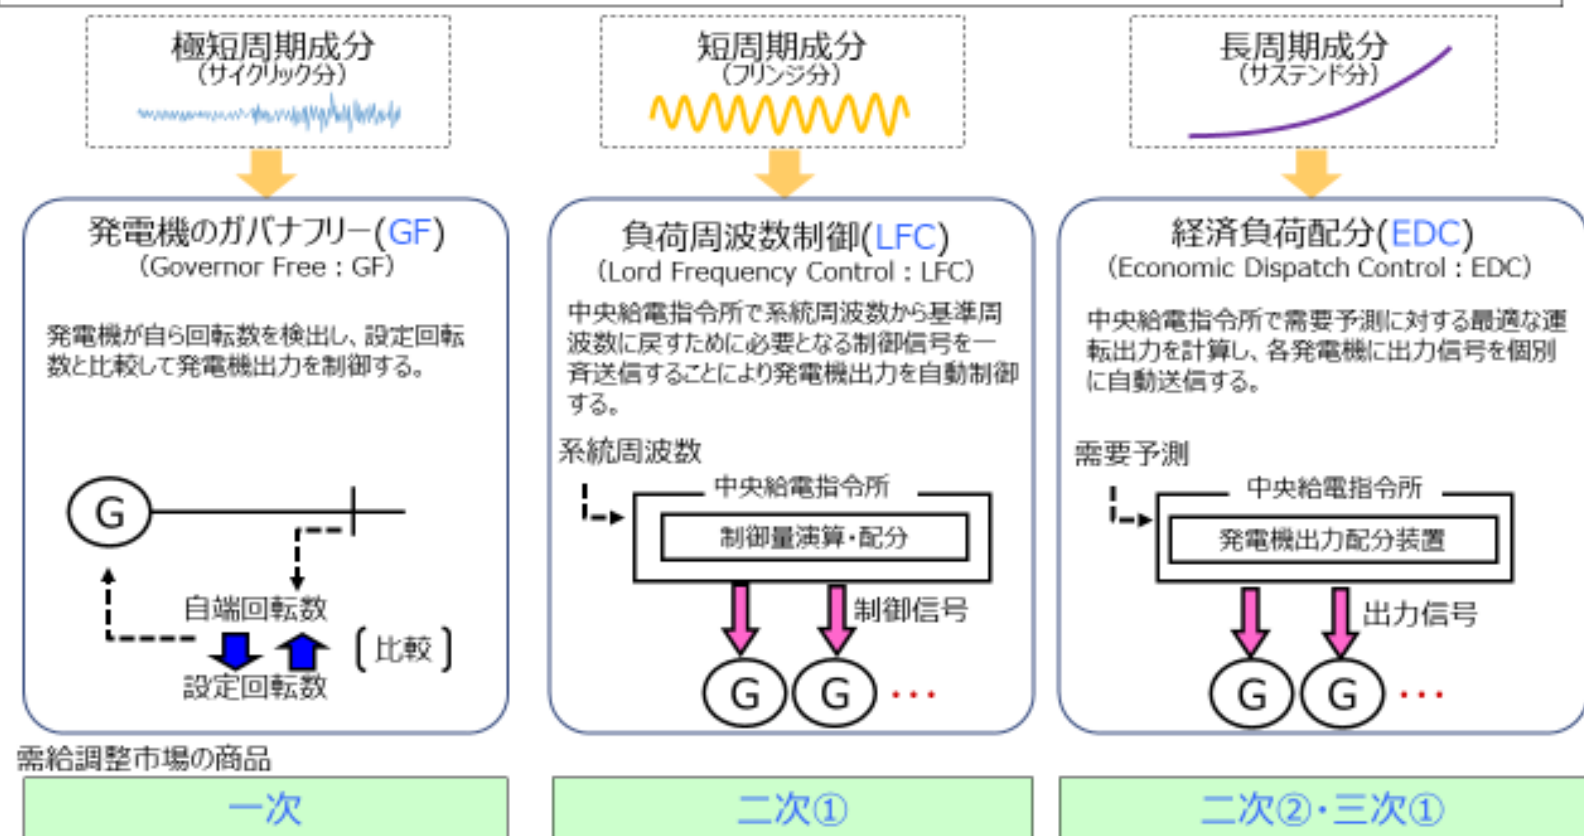 極短周期成分
（サイクリック分）
短周期成分
（フリンジ分）
長周期成分
（サステンド分）
発電機のガバナフリー(GF)
（Governor Free：GF）
発電機が自ら回転数を検出し、設定回転
数と比較して発電機出力を制御する。
G
自端回転数
〔比較〕
設定回転数
負荷周波数制御(LFC)
（Lord Frequency Control：LFC）
中央給電指令所で系統周波数から基準周
波数に戻すために必要となる制御信号を一
斉送信することにより発電機出力を自動制御
する。
系統周波数
中央給電指令所
制御量演算・配分
制御信号
G G ・・・
経済負荷配分(EDC)
（Economic Dispatch Control：EDC）
中央給電指令所で需要予測に対する最適な運
転出力を計算し、各発電機に出力信号を個別
に自動送信する。
需要予測
中央給電指令所
発電機出力配分装置
出力信号
G G ・・・
需給調整市場の商品
一次
二次①
二次②・三次①